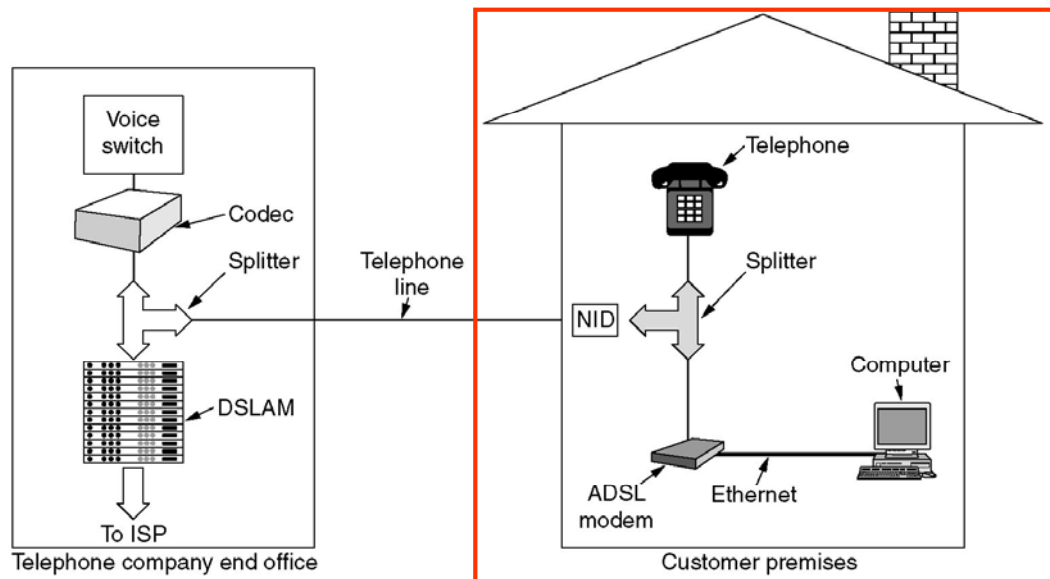 Voice
switch
Codec
Splitter
DSLAM
To ISP
Telephone company end office
Telephone
line
Telephone
NID
Splitter
Computer
ADSL
modem
Ethernet
Customer premises